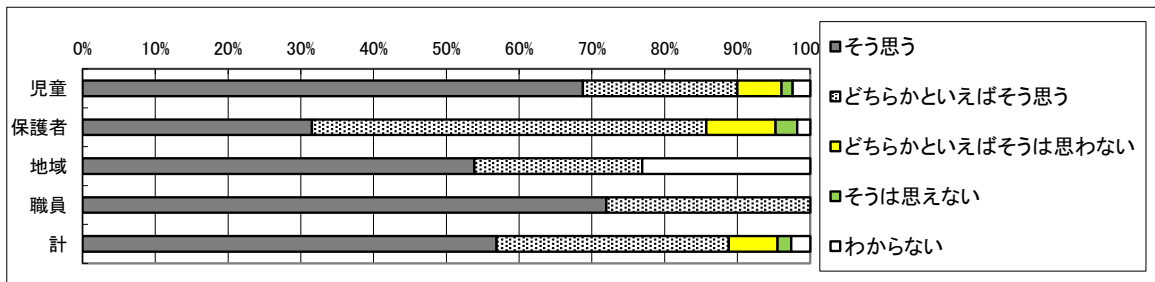 0% 10% 20% 30% 40% 50% 60% 70% 80% 90% 100
児童
保護者
地域
職員
計
そう思う
どちらかといえばそう思う
どちらかといえばそうは思わない
そうは思えない
わからない